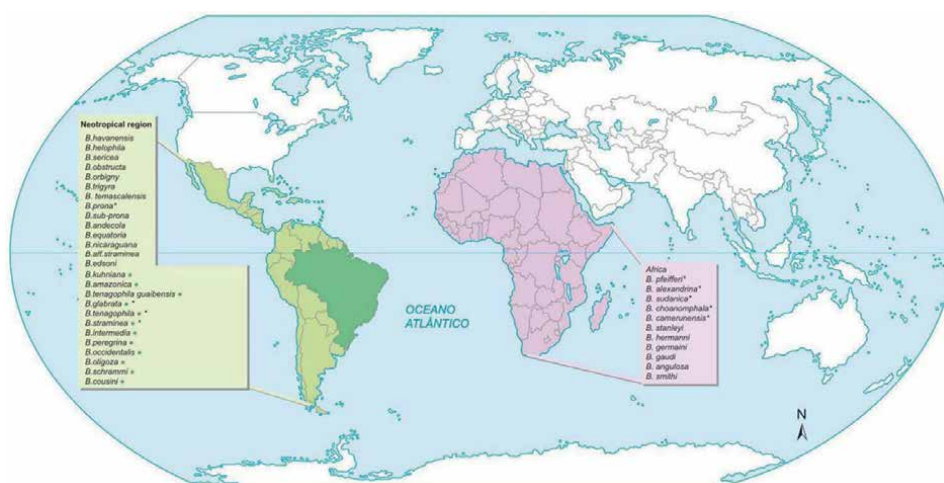 Neotropical region
B.havanensis
B.helophila
B.sericea
B.obstructa
B.orbigny
B.trigyra
B. temascalensis
B.prona*
B.sub-prona
B.andecola
B.equatoria
B.nicaraguana
B.aff.straminea
B.edsoni
B.kuhniana ●
B.amazonica ●
B.tenagophila guaibensis ●
B.glabrata ● *
B.tenagophila ● *
B.straminea ● *
B.intermedia ●
B.peregrina ●
B.occidentalis ●
B.oligoza ●
B.schrammi ●
B.cousini ●
OCEANO
ATLÂNTICO
Africa
B. pfeifferi*
B. alexandrina*
B. sudanica*
B. choanomphala*
B. camerunensis*
B. stanleyi
B. hermanni
B. germaini
B. gaudi
B. angulosa
B. smithi
N